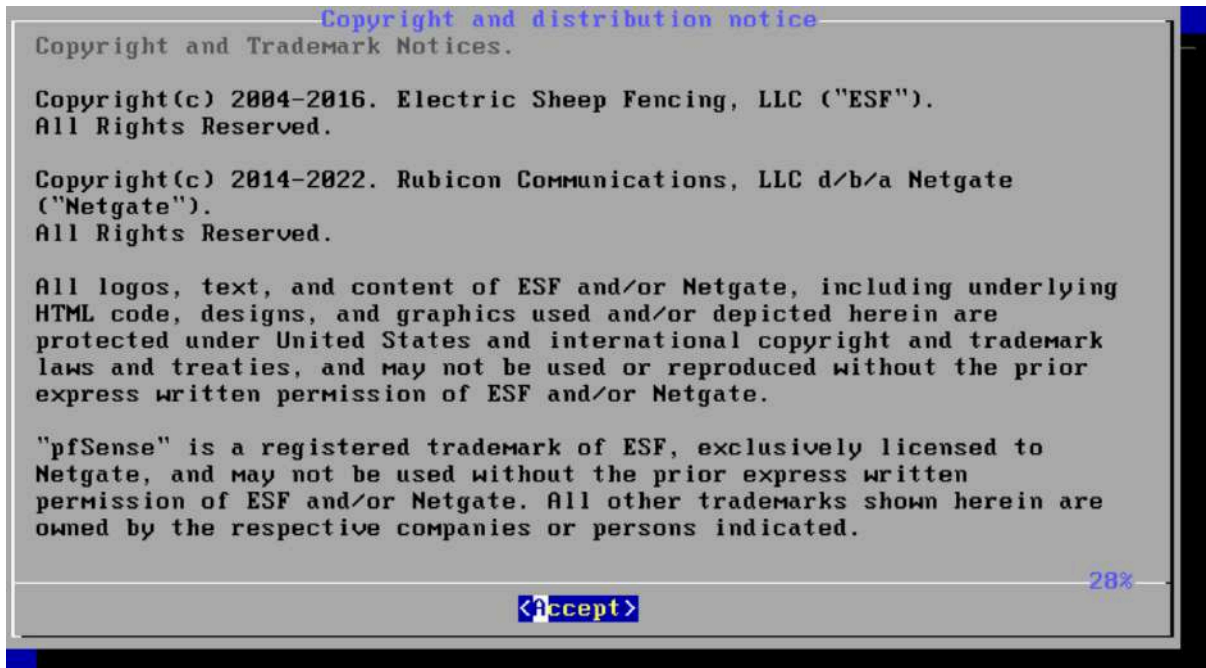 Copyright and distribution notice
Copyright and Trademark Notices.
Copyright(c) 2004-2016. Electric Sheep Fencing, LLC ("ESF").
All Rights Reserved.
Copyright(c) 2014-2022. Rubicon Communications, LLC d/b/a Netgate
("Netgate").
All Rights Reserved.
All logos, text, and content of ESF and/or Netgate, including underlying
HTML code, designs, and graphics used and/or depicted herein are
protected under United States and international copyright and trademark
laws and treaties, and may not be used or reproduced without the prior
express written permission of ESF and/or Netgate.
"pfSense" is a registered trademark of ESF, exclusively licensed to
Netgate, and may not be used without the prior express written
permission of ESF and/or Netgate. All other trademarks shown herein are
owned by the respective companies or persons indicated.
28%
<Accept>